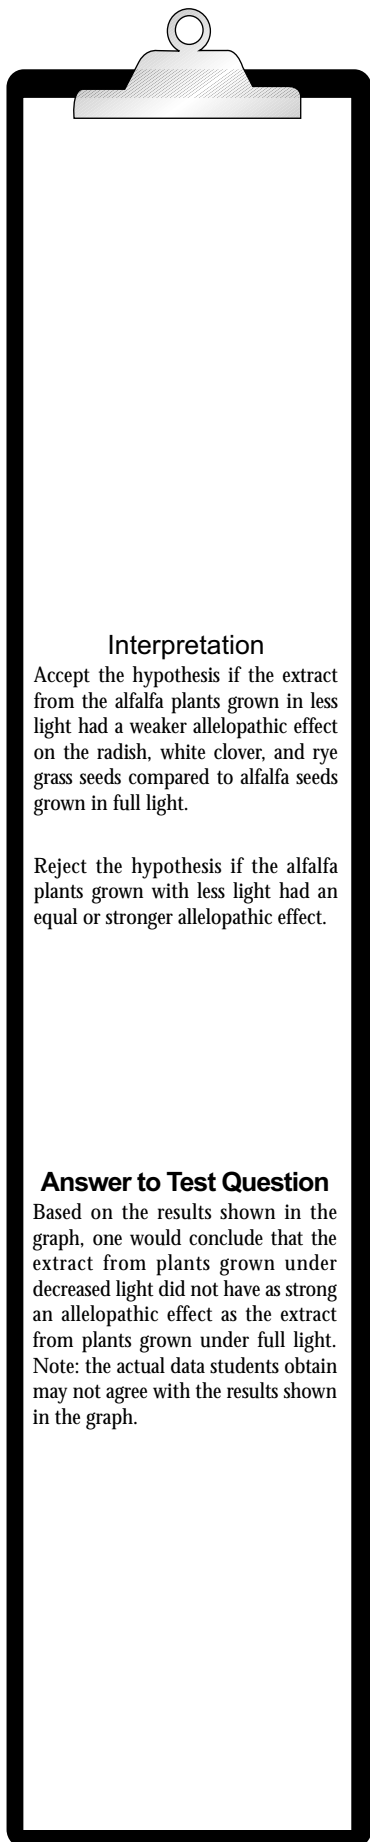 Interpretation
Accept the hypothesis if the extract
from the alfalfa plants grown in less
light had a weaker allelopathic effect
on the radish, white clover, and rye
grass seeds compared to alfalfa seeds
grown in full light.
Reject the hypothesis if the alfalfa
plants grown with less light had an
equal or stronger allelopathic effect.
Answer to Test Question
Based on the results shown in the
graph, one would conclude that the
extract from plants grown under
decreased light did not have as strong
an allelopathic effect as the extract
from plants grown under full light.
Note: the actual data students obtain
may not agree with the results shown
in the graph.